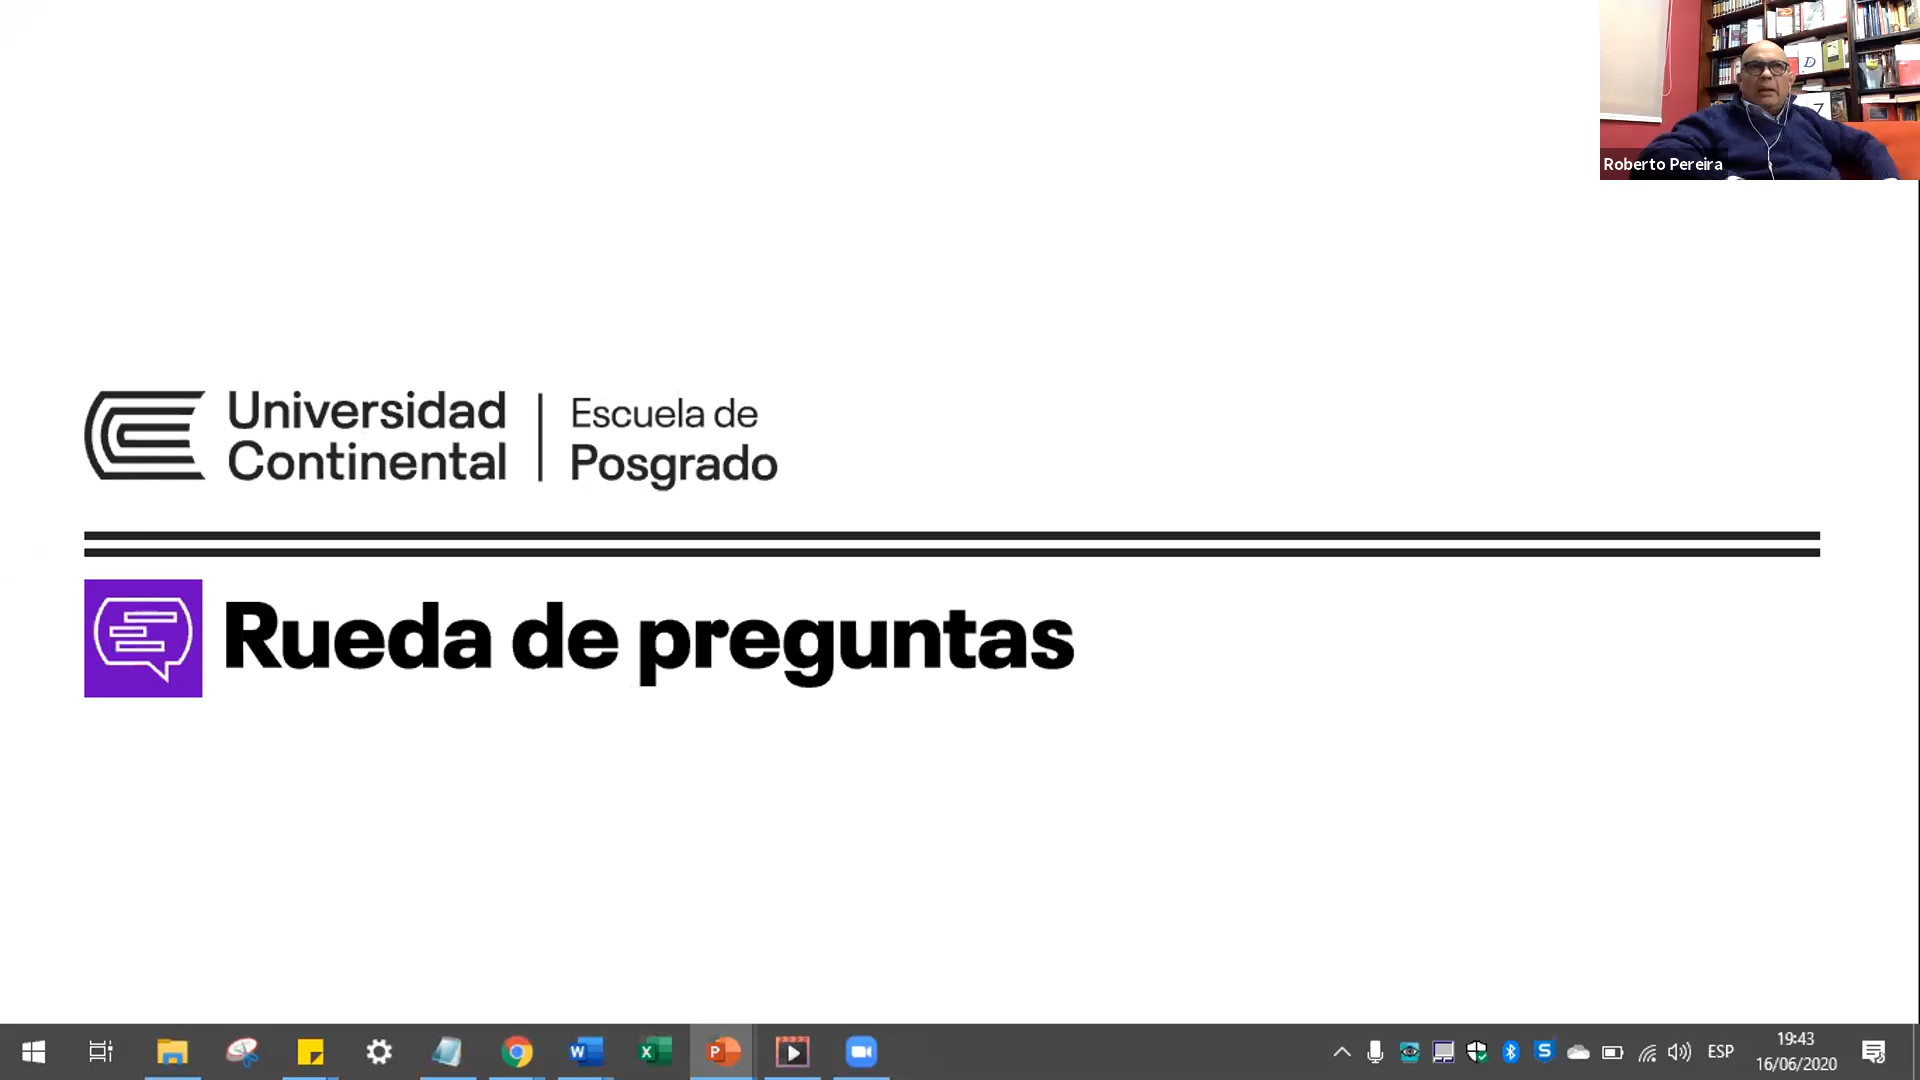 Roberto Pereira
Universidad
Continental
Escuela de
Posgrado
Rueda de preguntas
ESP
19:43
16/06/2020